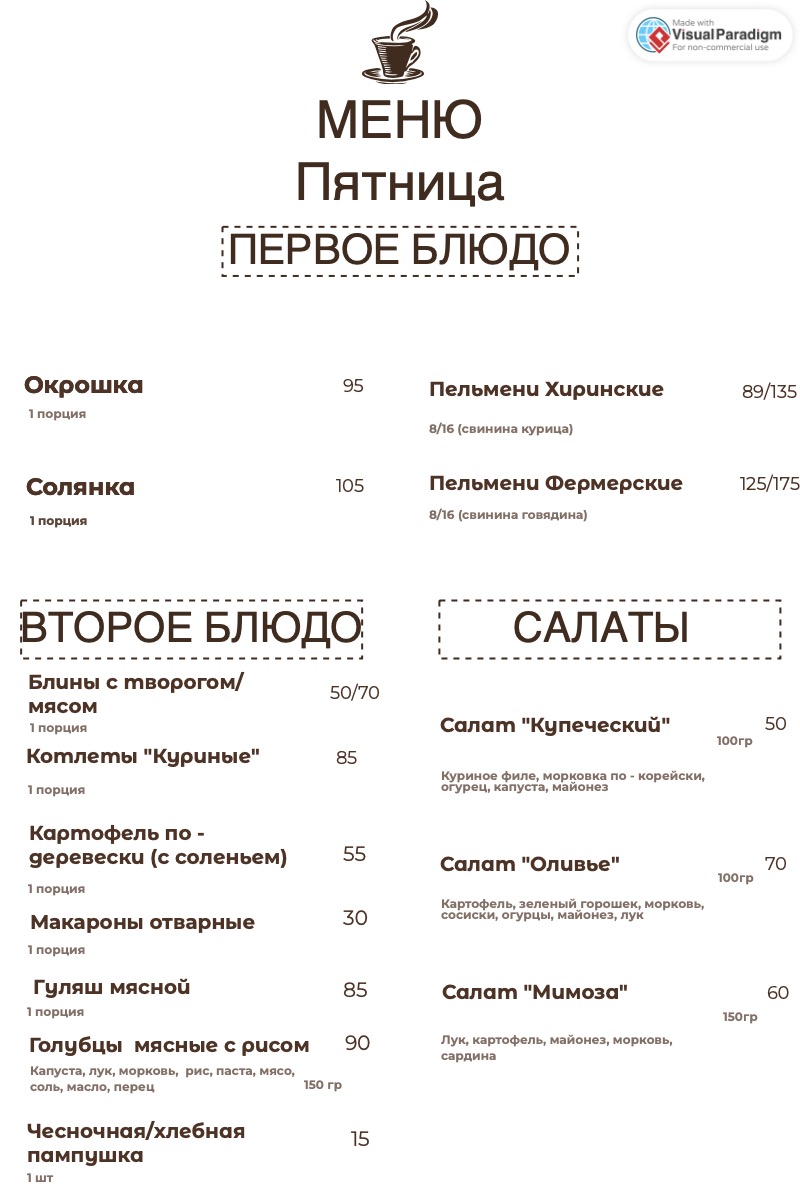 Made with
Visual Paradigm
For non-commercial use
МЕНЮ
Пятница
ПЕРВОЕ БЛЮДО
Окрошка 95
1 порция
Солянка 105
1 порция
Пельмени Хиринские 89/135
8/16 (свинина курица)
Пельмени Фермерские 125/175
8/16 (свинина говядина)
ВТОРОЕ БЛЮДО
Блины с творогом/
мясом 50/70
1 порция
Котлеты "Куриные" 85
1 порция
Картофель по -
деревески (с соленьем) 55
1 порция
Макароны отварные 30
1 порция
Гуляш мясной 85
1 порция
Голубцы мясные с рисом 90
Капуста, лук, морковь, рис, паста, мясо,
соль, масло, перец 150 гр
Чесночная/хлебная
пампушка 15
1 шт
САЛАТЫ
Салат "Купеческий" 50
100гр
Куриное филе, морковка по - корейски,
огурец, капуста, майонез
Салат "Оливье" 70
100гр
Картофель, зеленый горошек, морковь,
сосиски, огурцы, майонез, лук
Салат "Мимоза" 60
150гр
Лук, картофель, майонез, морковь,
сардина